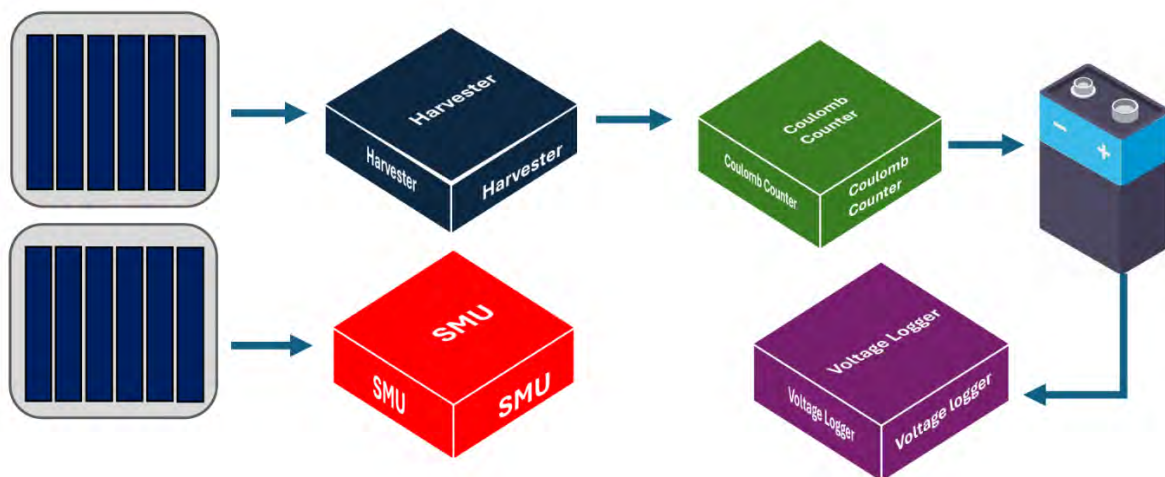 Harvester
Harvester
Harvester
Coulomb
Counter
Coulomb Counter
Coulomb
Counter
- +
SMU
SMU
SMU
Voltage Logger
Voltage Logger
Voltage logger